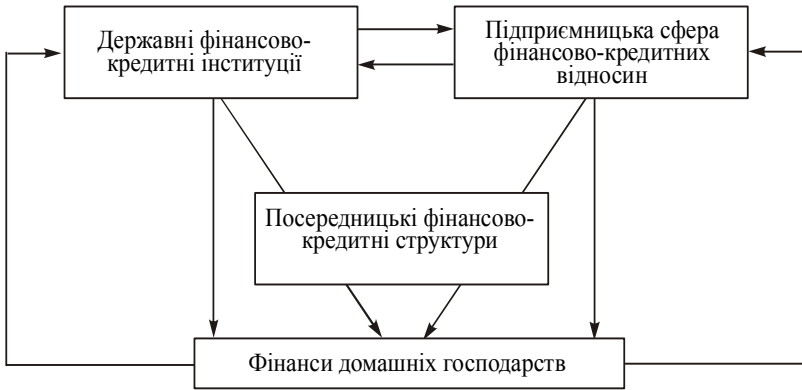 Державні фінансово-
кредитні інституції
Підприємницька сфера
фінансово-кредитних
відносин
Посередницькі фінансово-
кредитні структури
Фінанси домашніх господарств